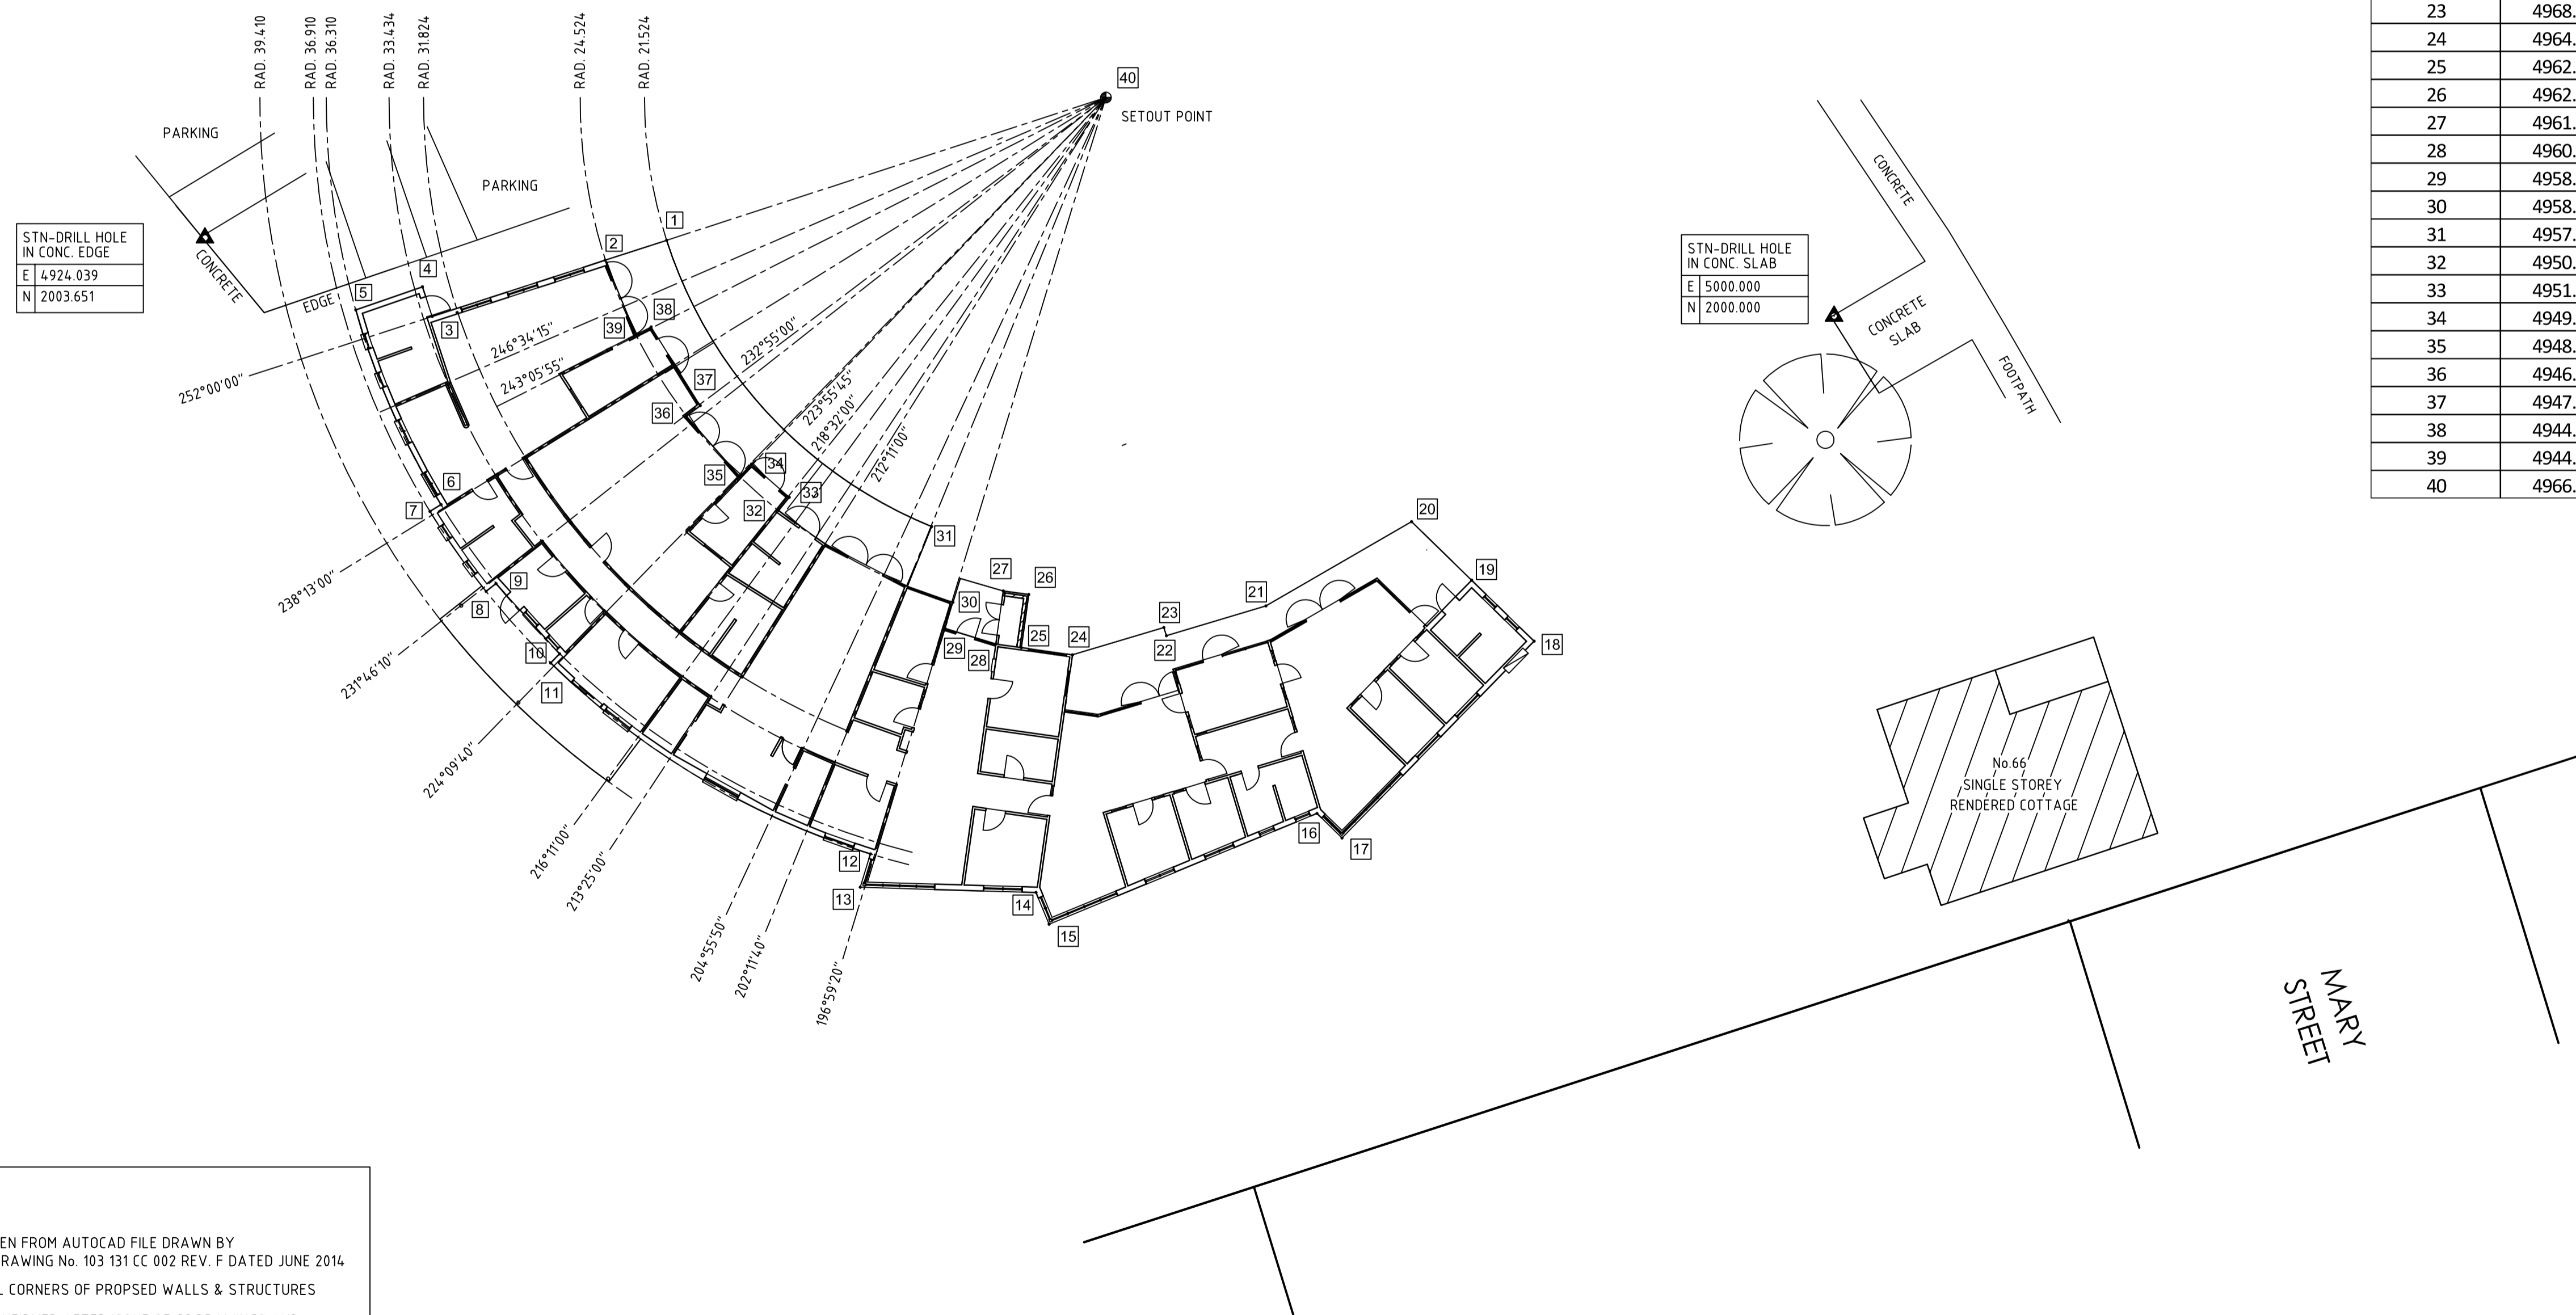 RAD. 39.410
RAD. 36.910
RAD. 36.310
RAD. 33.434
RAD. 31.824
RAD. 24.524
RAD. 21.524
40
SETOUT POINT
PARKING
PARKING
STN-DRILL HOLE
IN CONC. EDGE
E 4924.039
N 2003.651
CONCRETE
EDGE
1
2
3
4
5
6
7
8
9
10
11
12
13
14
15
16
17
18
19
20
21
22
23
24
25
26
27
28
29
30
31
32
33
34
35
36
37
38
39
246°34'15"
243°05'55"
232°55'00"
223°55'45"
218°32'00"
212°11'00"
252°00'00"
238°13'00"
231°46'10"
224°09'40"
216°11'00"
213°25'00"
204°55'50"
202°11'40"
196°59'20"
STN-DRILL HOLE
IN CONC. SLAB
E 5000.000
N 2000.000
CONCRETE
CONCRETE
SLAB
FOOTPATH
No.66
SINGLE STOREY
RENDERED COTTAGE
MARY
STREET
23 4968.
24 4964.
25 4962.
26 4962.
27 4961.
28 4960.
29 4958.
30 4958.
31 4957.
32 4950.
33 4951.
34 4949.
35 4948.
36 4946.
37 4947.
38 4944.
39 4944.
40 4966.
EN FROM AUTOCAD FILE DRAWN BY
RAWING No. 103 131 CC 002 REV. F DATED JUNE 2014
L CORNERS OF PROPSED WALLS & STRUCTURES